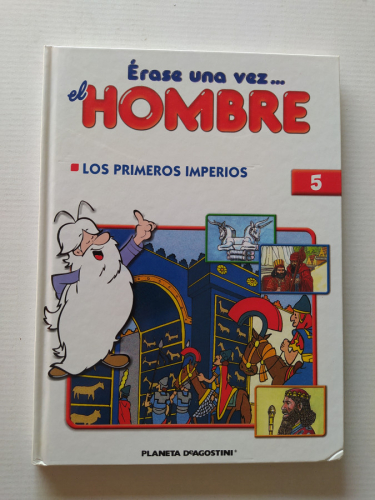 Érase una vez...
el HOMBRE
LOS PRIMEROS IMPERIOS
5
PLANETA DEAGOSTINI